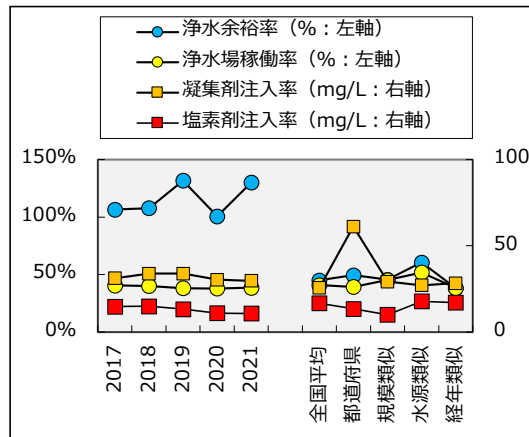 浄水余裕率（%：左軸）
浄水場稼働率（%：左軸）
凝集剤注入率（mg/L：右軸）
塩素剤注入率（mg/L：右軸）
150%
100%
50%
0%
100
50
0
2017
2018
2019
2020
2021
全国平均
都道府県
規模類似
水源類似
経年類似